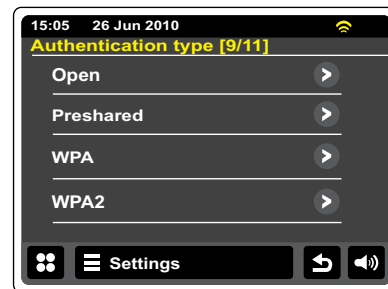 15:05 26 Jun 2010
Authentication type [9/11]
Open
Preshared
WPA
WPA2
Settings